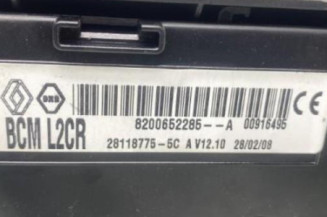 BCM L2CR
8200652285--A 00916495
28118775-5C A V12.10 28/02/08
CE